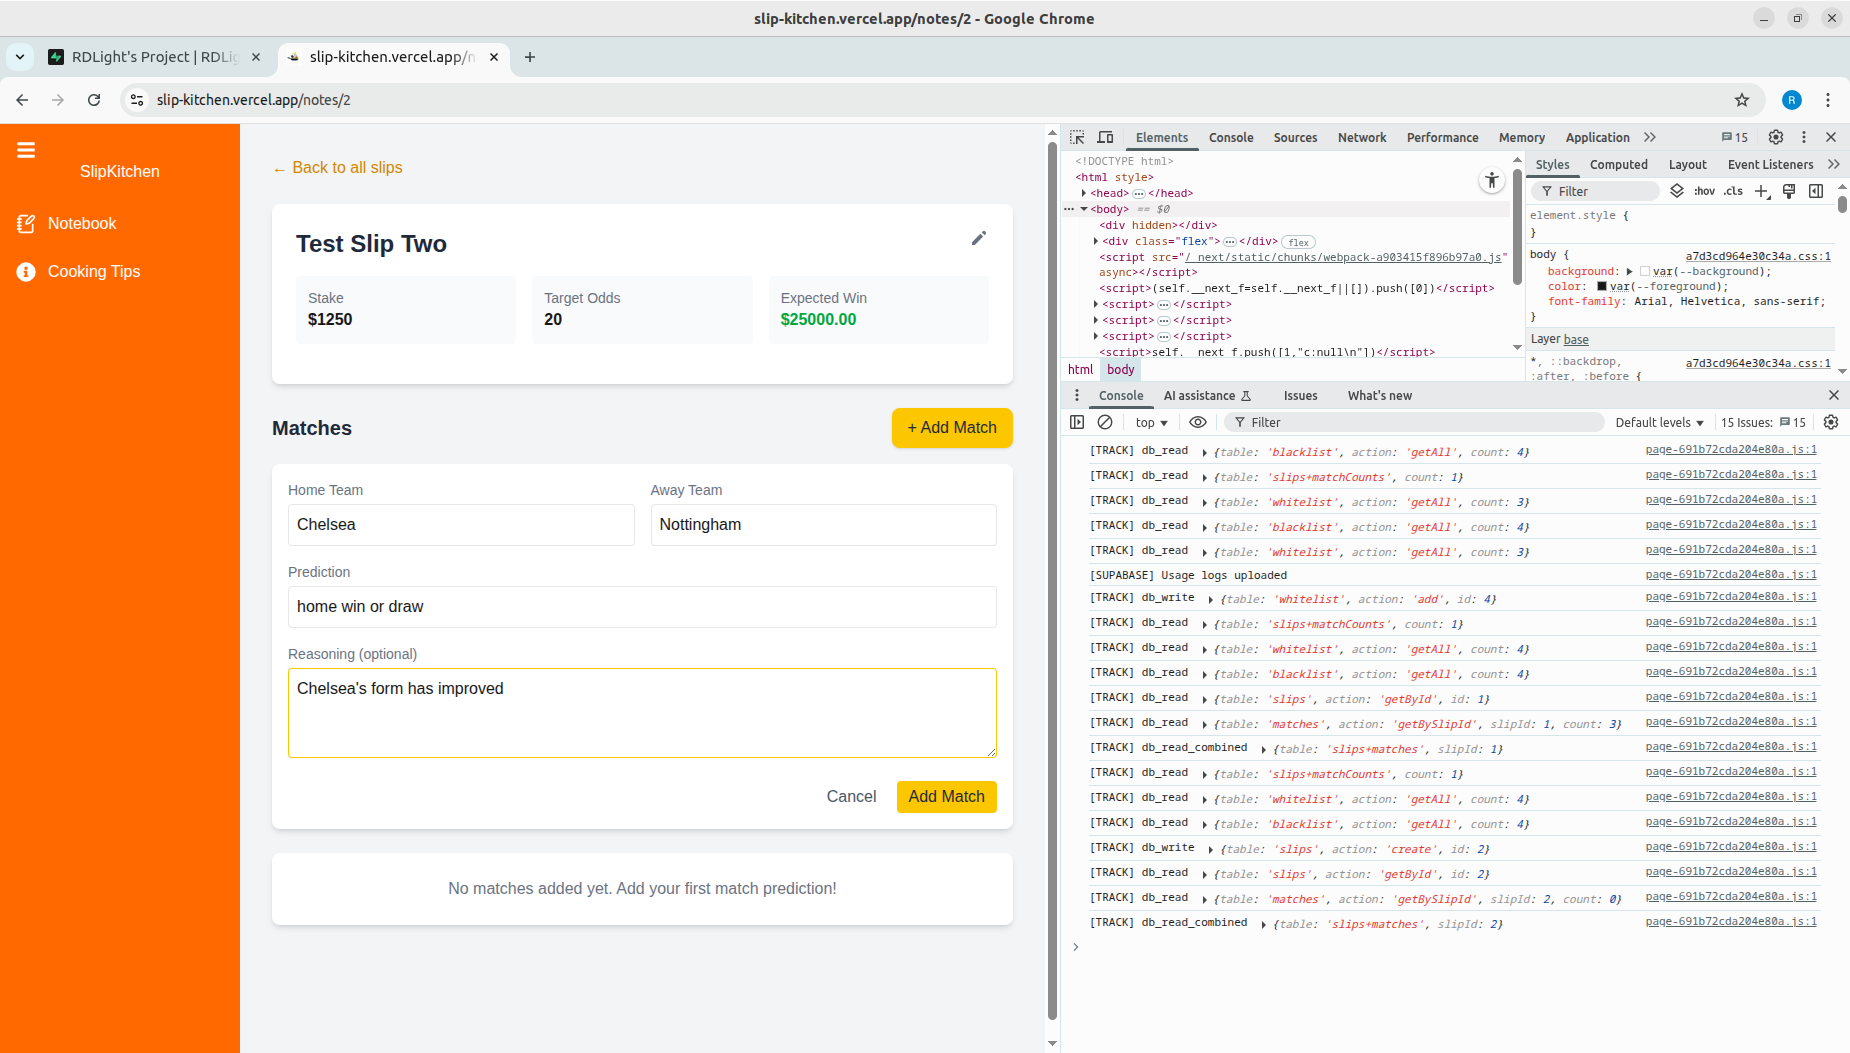 slip-kitchen.vercel.app/notes/2 - Google Chrome
RDLight's Project | RDLig
slip-kitchen.vercel.app/n
slip-kitchen.vercel.app/notes/2
R
SlipKitchen
Notebook
Cooking Tips
← Back to all slips
Test Slip Two
Stake
$1250
Target Odds
20
Expected Win
$25000.00
Matches
+ Add Match
Home Team
Chelsea
Away Team
Nottingham
Prediction
home win or draw
Reasoning (optional)
Chelsea's form has improved
Cancel
Add Match
No matches added yet. Add your first match prediction!
Elements Console Sources Network Performance Memory Application 15
<!DOCTYPE html>
<html style>
<head> … </head>
<body> == $0
<div hidden></div>
<div class="flex"> … </div> flex
<script src="/_next/static/chunks/webpack-a903415f896b97a0.js"
async></script>
<script>(self.__next_f=self.__next_f||[]).push([0])</script>
<script> … </script>
<script> … </script>
<script> … </script>
<script>self.__next_f.push([1,"c:null\n"])</script>
html body
Styles Computed Layout Event Listeners
Filter :hov .cls
element.style {
}
body { a7d3cd964e30c34a.css:1
background: var(--background);
color: var(--foreground);
font-family: Arial, Helvetica, sans-serif;
}
Layer base
*, ::backdrop, a7d3cd964e30c34a.css:1
:after, :before {
Console AI assistance Issues What's new
top Filter Default levels 15 Issues: 15
[TRACK] db_read {table: 'blacklist', action: 'getAll', count: 4} page-691b72cda204e80a.js:1
[TRACK] db_read {table: 'slips+matchCounts', count: 1} page-691b72cda204e80a.js:1
[TRACK] db_read {table: 'whitelist', action: 'getAll', count: 3} page-691b72cda204e80a.js:1
[TRACK] db_read {table: 'blacklist', action: 'getAll', count: 4} page-691b72cda204e80a.js:1
[TRACK] db_read {table: 'whitelist', action: 'getAll', count: 3} page-691b72cda204e80a.js:1
[SUPABASE] Usage logs uploaded page-691b72cda204e80a.js:1
[TRACK] db_write {table: 'whitelist', action: 'add', id: 4} page-691b72cda204e80a.js:1
[TRACK] db_read {table: 'slips+matchCounts', count: 1} page-691b72cda204e80a.js:1
[TRACK] db_read {table: 'whitelist', action: 'getAll', count: 4} page-691b72cda204e80a.js:1
[TRACK] db_read {table: 'blacklist', action: 'getAll', count: 4} page-691b72cda204e80a.js:1
[TRACK] db_read {table: 'slips', action: 'getById', id: 1} page-691b72cda204e80a.js:1
[TRACK] db_read {table: 'matches', action: 'getBySlipId', slipId: 1, count: 3} page-691b72cda204e80a.js:1
[TRACK] db_read_combined {table: 'slips+matches', slipId: 1} page-691b72cda204e80a.js:1
[TRACK] db_read {table: 'slips+matchCounts', count: 1} page-691b72cda204e80a.js:1
[TRACK] db_read {table: 'whitelist', action: 'getAll', count: 4} page-691b72cda204e80a.js:1
[TRACK] db_read {table: 'blacklist', action: 'getAll', count: 4} page-691b72cda204e80a.js:1
[TRACK] db_write {table: 'slips', action: 'create', id: 2} page-691b72cda204e80a.js:1
[TRACK] db_read {table: 'slips', action: 'getById', id: 2} page-691b72cda204e80a.js:1
[TRACK] db_read {table: 'matches', action: 'getBySlipId', slipId: 2, count: 0} page-691b72cda204e80a.js:1
[TRACK] db_read_combined {table: 'slips+matches', slipId: 2} page-691b72cda204e80a.js:1